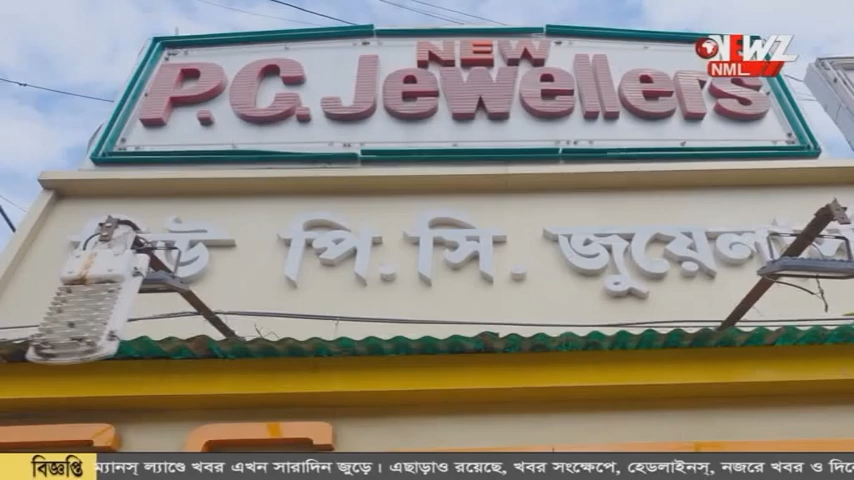 NEW
P.C. Jewellers
NEWZ
NML
নিউ পি.সি. জুয়েলার্স
বিজ্ঞপ্তি
ম্যানস্ ল্যাণ্ডে খবর এখন সারাদিন জুড়ে। এছাড়াও রয়েছে, খবর সংক্ষেপে, হেডলাইনস্, নজরে খবর ও